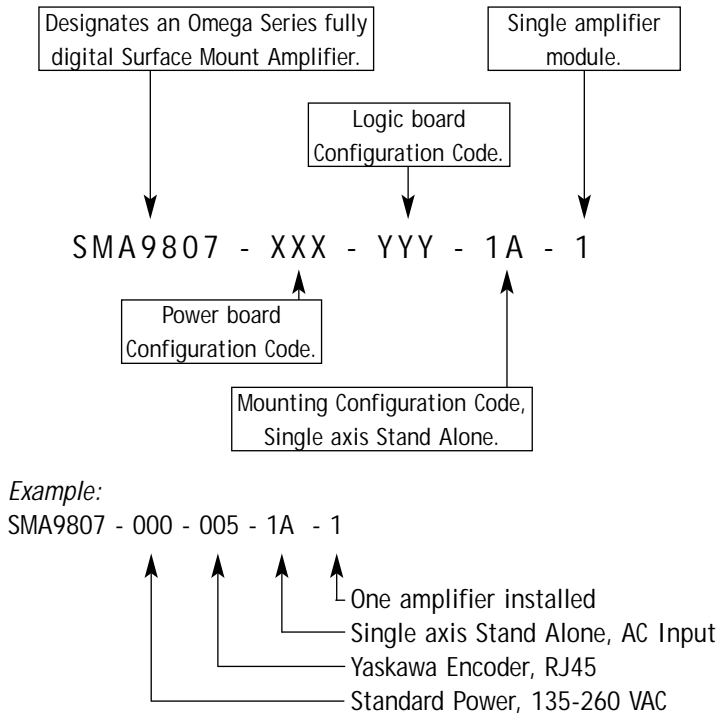 Designates an Omega Series fully
digital Surface Mount Amplifier.
Single amplifier
module.
Logic board
Configuration Code.
SMA9807 - XXX - YYY - 1A - 1
Power board
Configuration Code.
Mounting Configuration Code,
Single axis Stand Alone.
Example:
SMA9807 - 000 - 005 - 1A - 1
One amplifier installed
Single axis Stand Alone, AC Input
Yaskawa Encoder, RJ45
Standard Power, 135-260 VAC